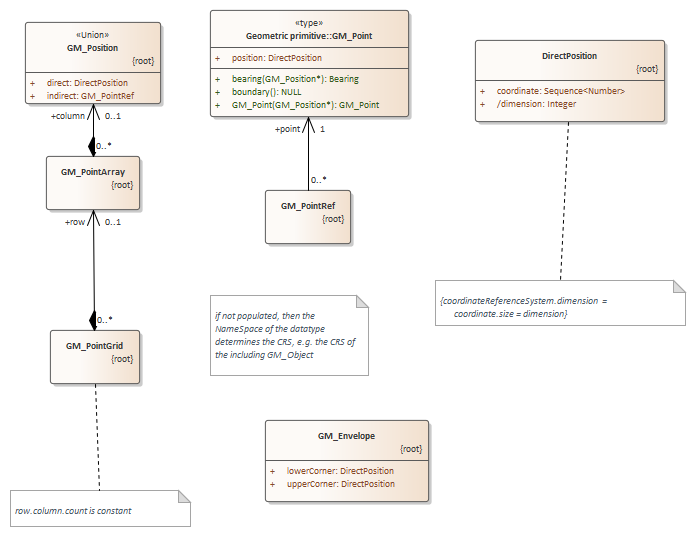 «Union»
GM_Position
{root}
+ direct: DirectPosition
+ indirect: GM_PointRef
+column
0..1
0..*
GM_PointArray
{root}
+row
0..1
0..*
GM_PointGrid
{root}
row.column.count is constant
«type»
Geometric primitive::GM_Point
+ position: DirectPosition
+ bearing(GM_Position*): Bearing
+ boundary(): NULL
+ GM_Point(GM_Position*): GM_Point
+point
1
0..*
GM_PointRef
{root}
if not populated, then the
NameSpace of the datatype
determines the CRS, e.g. the CRS of
the including GM_Object
GM_Envelope
{root}
+ lowerCorner: DirectPosition
+ upperCorner: DirectPosition
DirectPosition
{root}
+ coordinate: Sequence<Number>
+ /dimension: Integer
{coordinateReferenceSystem.dimension =
coordinate.size = dimension}